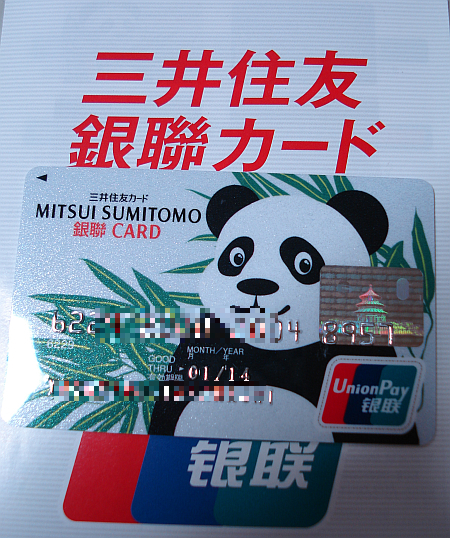 三井住友
銀聯カード
三井住友カード
MITSUI SUMITOMO
銀聯 CARD
8951
MONTH/YEAR
月 年
GOOD
THRU
有効期限
01/14
UnionPay
银联
银联